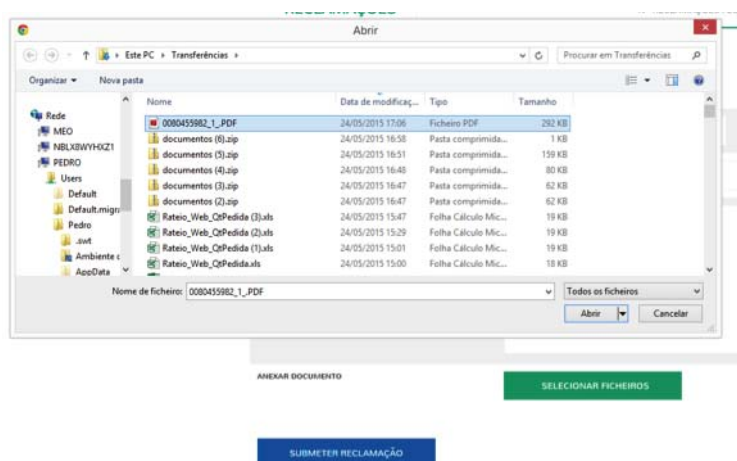 RECLAMAÇÕES
Abrir
Este PC Transferências
Procurar em Transferências
Organizar Nova pasta
Nome Data de modificaç... Tipo Tamanho
0080455982_1_.PDF 24/05/2015 17:06 Ficheiro PDF 292 KB
documentos (6).zip 24/05/2015 16:58 Pasta comprimida... 1 KB
documentos (5).zip 24/05/2015 16:51 Pasta comprimida... 159 KB
documentos (4).zip 24/05/2015 16:48 Pasta comprimida... 80 KB
documentos (3).zip 24/05/2015 16:47 Pasta comprimida... 62 KB
documentos (2).zip 24/05/2015 16:47 Pasta comprimida... 62 KB
Rateio_Web_QtPedida (3).xls 24/05/2015 15:47 Folha Cálculo Mic... 19 KB
Rateio_Web_QtPedida (2).xls 24/05/2015 15:29 Folha Cálculo Mic... 19 KB
Rateio_Web_QtPedida (1).xls 24/05/2015 15:01 Folha Cálculo Mic... 19 KB
Rateio_Web_QtPedida.xls 24/05/2015 15:00 Folha Cálculo Mic... 18 KB
Rede
MEO
NBLX8WYHXZ1
PEDRO
Users
Default
Default.migra
Pedro
.swt
Ambiente d
AppData
Nome de ficheiro: 0080455982_1_.PDF
Todos os ficheiros
Abrir Cancelar
ANEXAR DOCUMENTO
SELECIONAR FICHEIROS
SUBMETER RECLAMAÇÃO